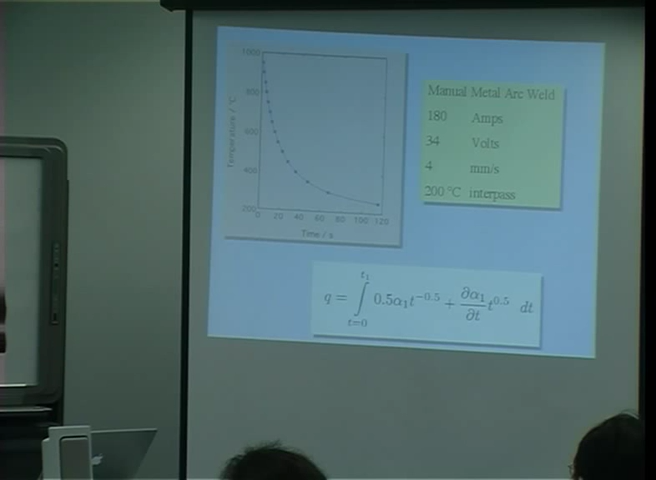 1000
800
600
400
200
0 20 40 60 80 100 120
Temperature / °C
Time / s
Manual Metal Arc Weld
180 Amps
34 Volts
4 mm/s
200 °C interpass
q = ∫_{t=0}^{t_1} 0.5α_1 t^{-0.5} + \frac{∂α_1}{∂t} t^{0.5} dt